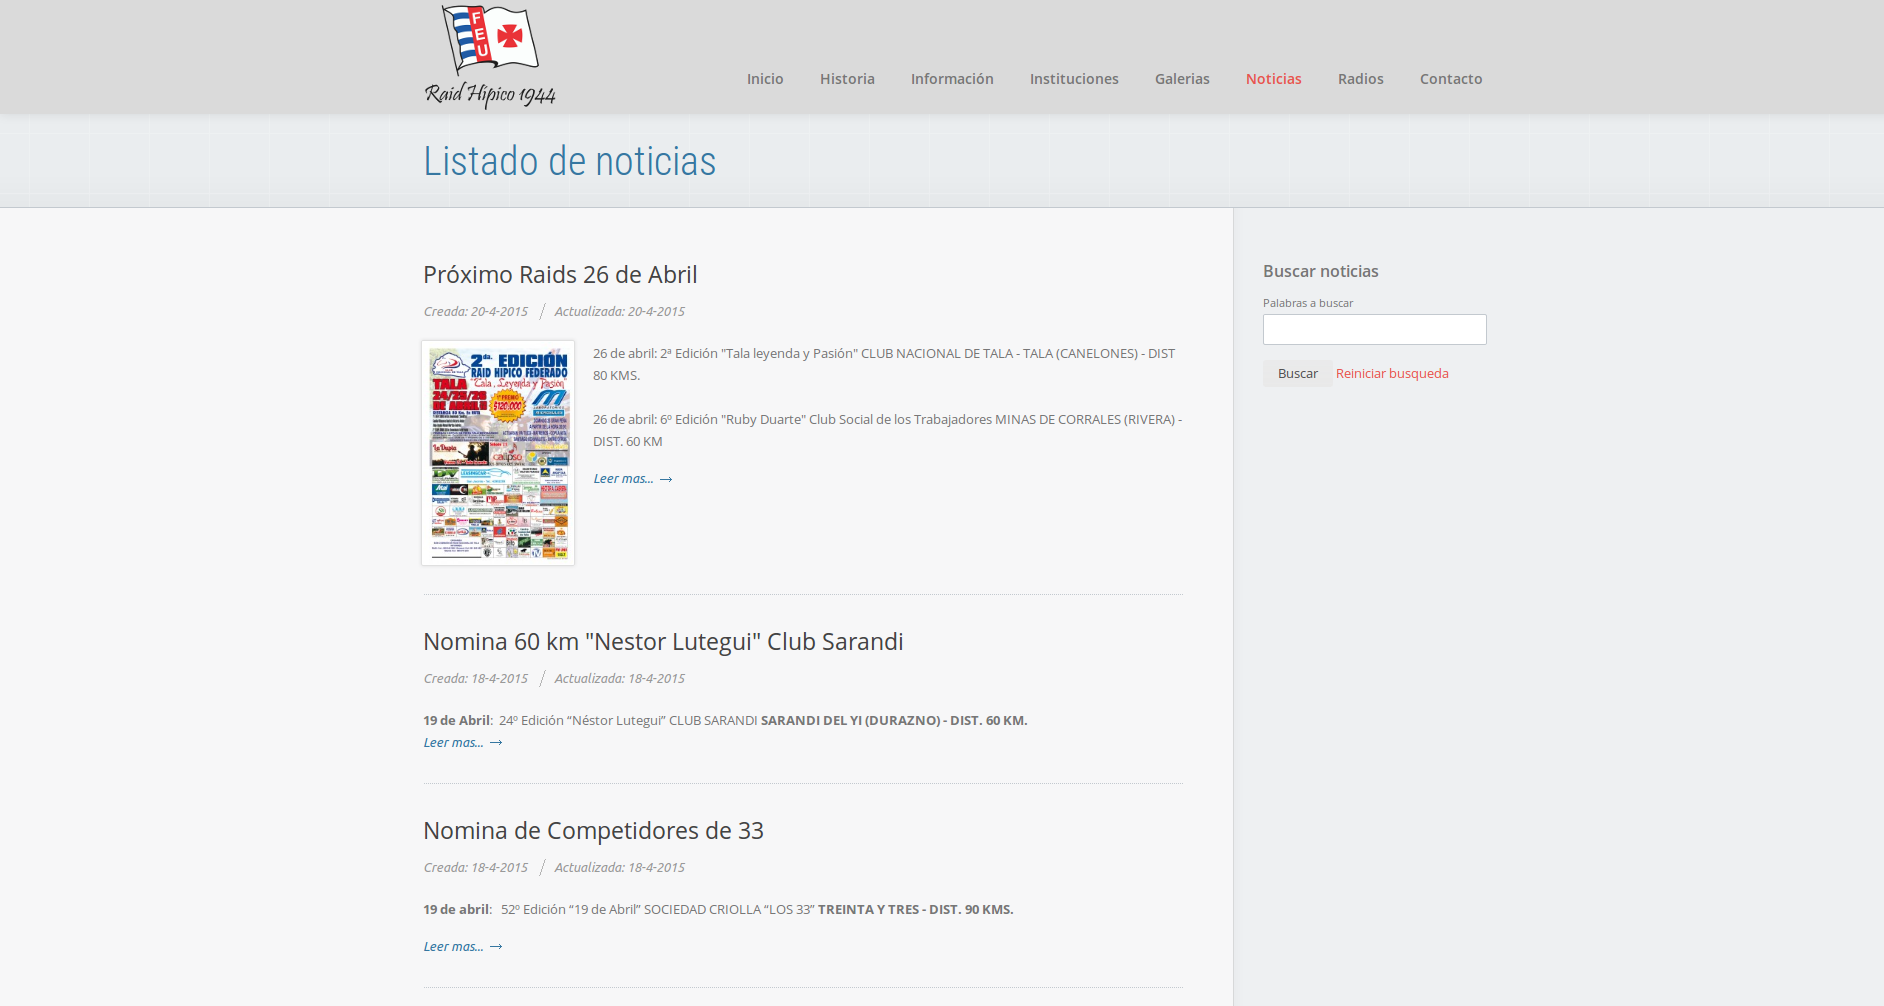 FEU
Raid Hípico 1944
Inicio Historia Información Instituciones Galerias Noticias Radios Contacto
Listado de noticias
Próximo Raids 26 de Abril
Creada: 20-4-2015 / Actualizada: 20-4-2015
2da. EDICIÓN
RAID HIPICO FEDERADO
TALA "Tala, Leyenda y Pasión"
24/25/26
DE ABRIL
1er PREMIO
$120.000
26 de abril: 2ª Edición "Tala leyenda y Pasión" CLUB NACIONAL DE TALA - TALA (CANELONES) - DIST
80 KMS.
26 de abril: 6º Edición "Ruby Duarte" Club Social de los Trabajadores MINAS DE CORRALES (RIVERA) -
DIST. 60 KM
Leer mas...
Nomina 60 km "Nestor Lutegui" Club Sarandi
Creada: 18-4-2015 / Actualizada: 18-4-2015
19 de Abril: 24º Edición “Néstor Lutegui” CLUB SARANDI SARANDI DEL YI (DURAZNO) - DIST. 60 KM.
Leer mas...
Nomina de Competidores de 33
Creada: 18-4-2015 / Actualizada: 18-4-2015
19 de abril: 52º Edición “19 de Abril” SOCIEDAD CRIOLLA “LOS 33” TREINTA Y TRES - DIST. 90 KMS.
Leer mas...
Buscar noticias
Palabras a buscar
Buscar Reiniciar busqueda